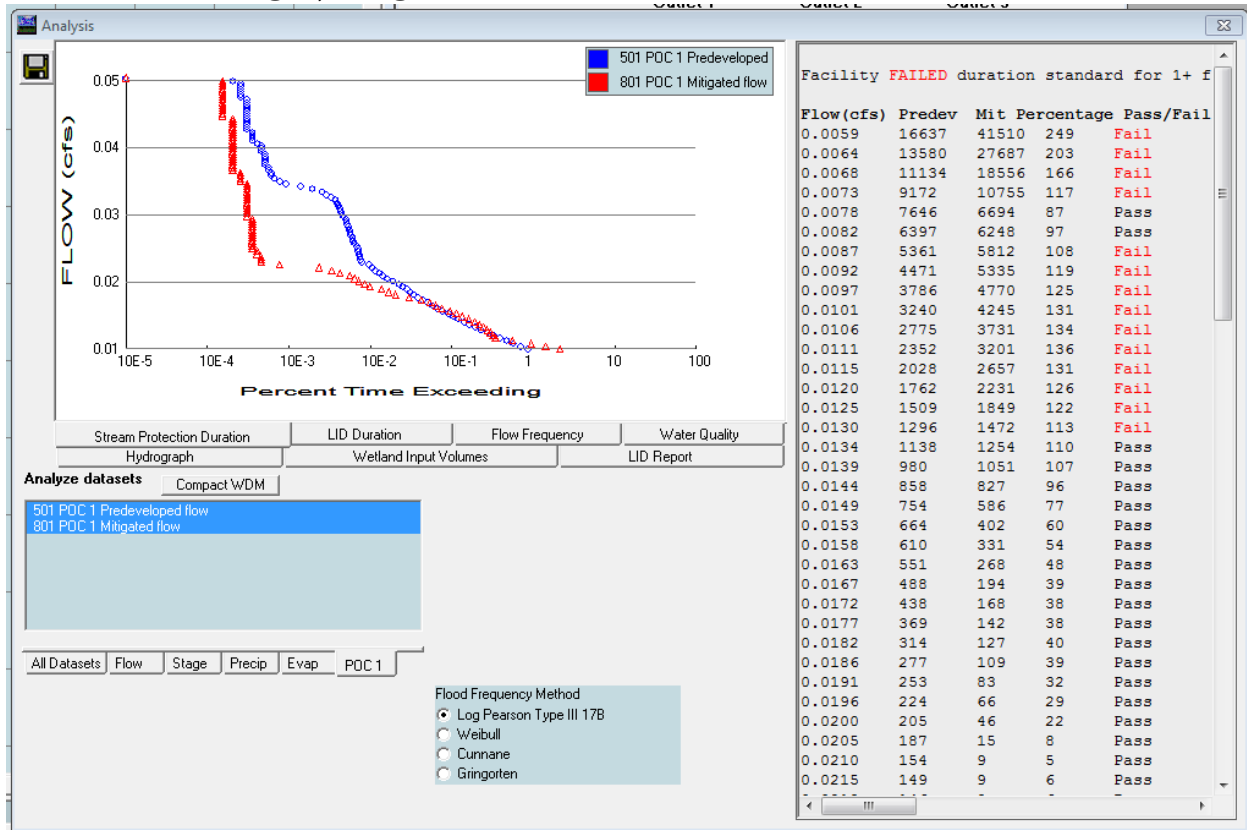 Analysis
501 POC 1 Predeveloped
801 POC 1 Mitigated flow
FLOW (cfs)
0.05
0.04
0.03
0.02
0.01
10E-5 10E-4 10E-3 10E-2 10E-1 1 10 100
Percent Time Exceeding
Stream Protection Duration LID Duration Flow Frequency Water Quality
Hydrograph Wetland Input Volumes LID Report
Analyze datasets Compact WDM
501 POC 1 Predeveloped flow
801 POC 1 Mitigated flow
All Datasets Flow Stage Precip Evap POC 1
Flood Frequency Method
Log Pearson Type III 17B
Weibull
Cunnane
Gringorten
Facility FAILED duration standard for 1+ f
Flow(cfs) Predev Mit Percentage Pass/Fail
0.0059 16637 41510 249 Fail
0.0064 13580 27687 203 Fail
0.0068 11134 18556 166 Fail
0.0073 9172 10755 117 Fail
0.0078 7646 6694 87 Pass
0.0082 6397 6248 97 Pass
0.0087 5361 5812 108 Fail
0.0092 4471 5335 119 Fail
0.0097 3786 4770 125 Fail
0.0101 3240 4245 131 Fail
0.0106 2775 3731 134 Fail
0.0111 2352 3201 136 Fail
0.0115 2028 2657 131 Fail
0.0120 1762 2231 126 Fail
0.0125 1509 1849 122 Fail
0.0130 1296 1472 113 Fail
0.0134 1138 1254 110 Pass
0.0139 980 1051 107 Pass
0.0144 858 827 96 Pass
0.0149 754 586 77 Pass
0.0153 664 402 60 Pass
0.0158 610 331 54 Pass
0.0163 551 268 48 Pass
0.0167 488 194 39 Pass
0.0172 438 168 38 Pass
0.0177 369 142 38 Pass
0.0182 314 127 40 Pass
0.0186 277 109 39 Pass
0.0191 253 83 32 Pass
0.0196 224 66 29 Pass
0.0200 205 46 22 Pass
0.0205 187 15 8 Pass
0.0210 154 9 5 Pass
0.0215 149 9 6 Pass